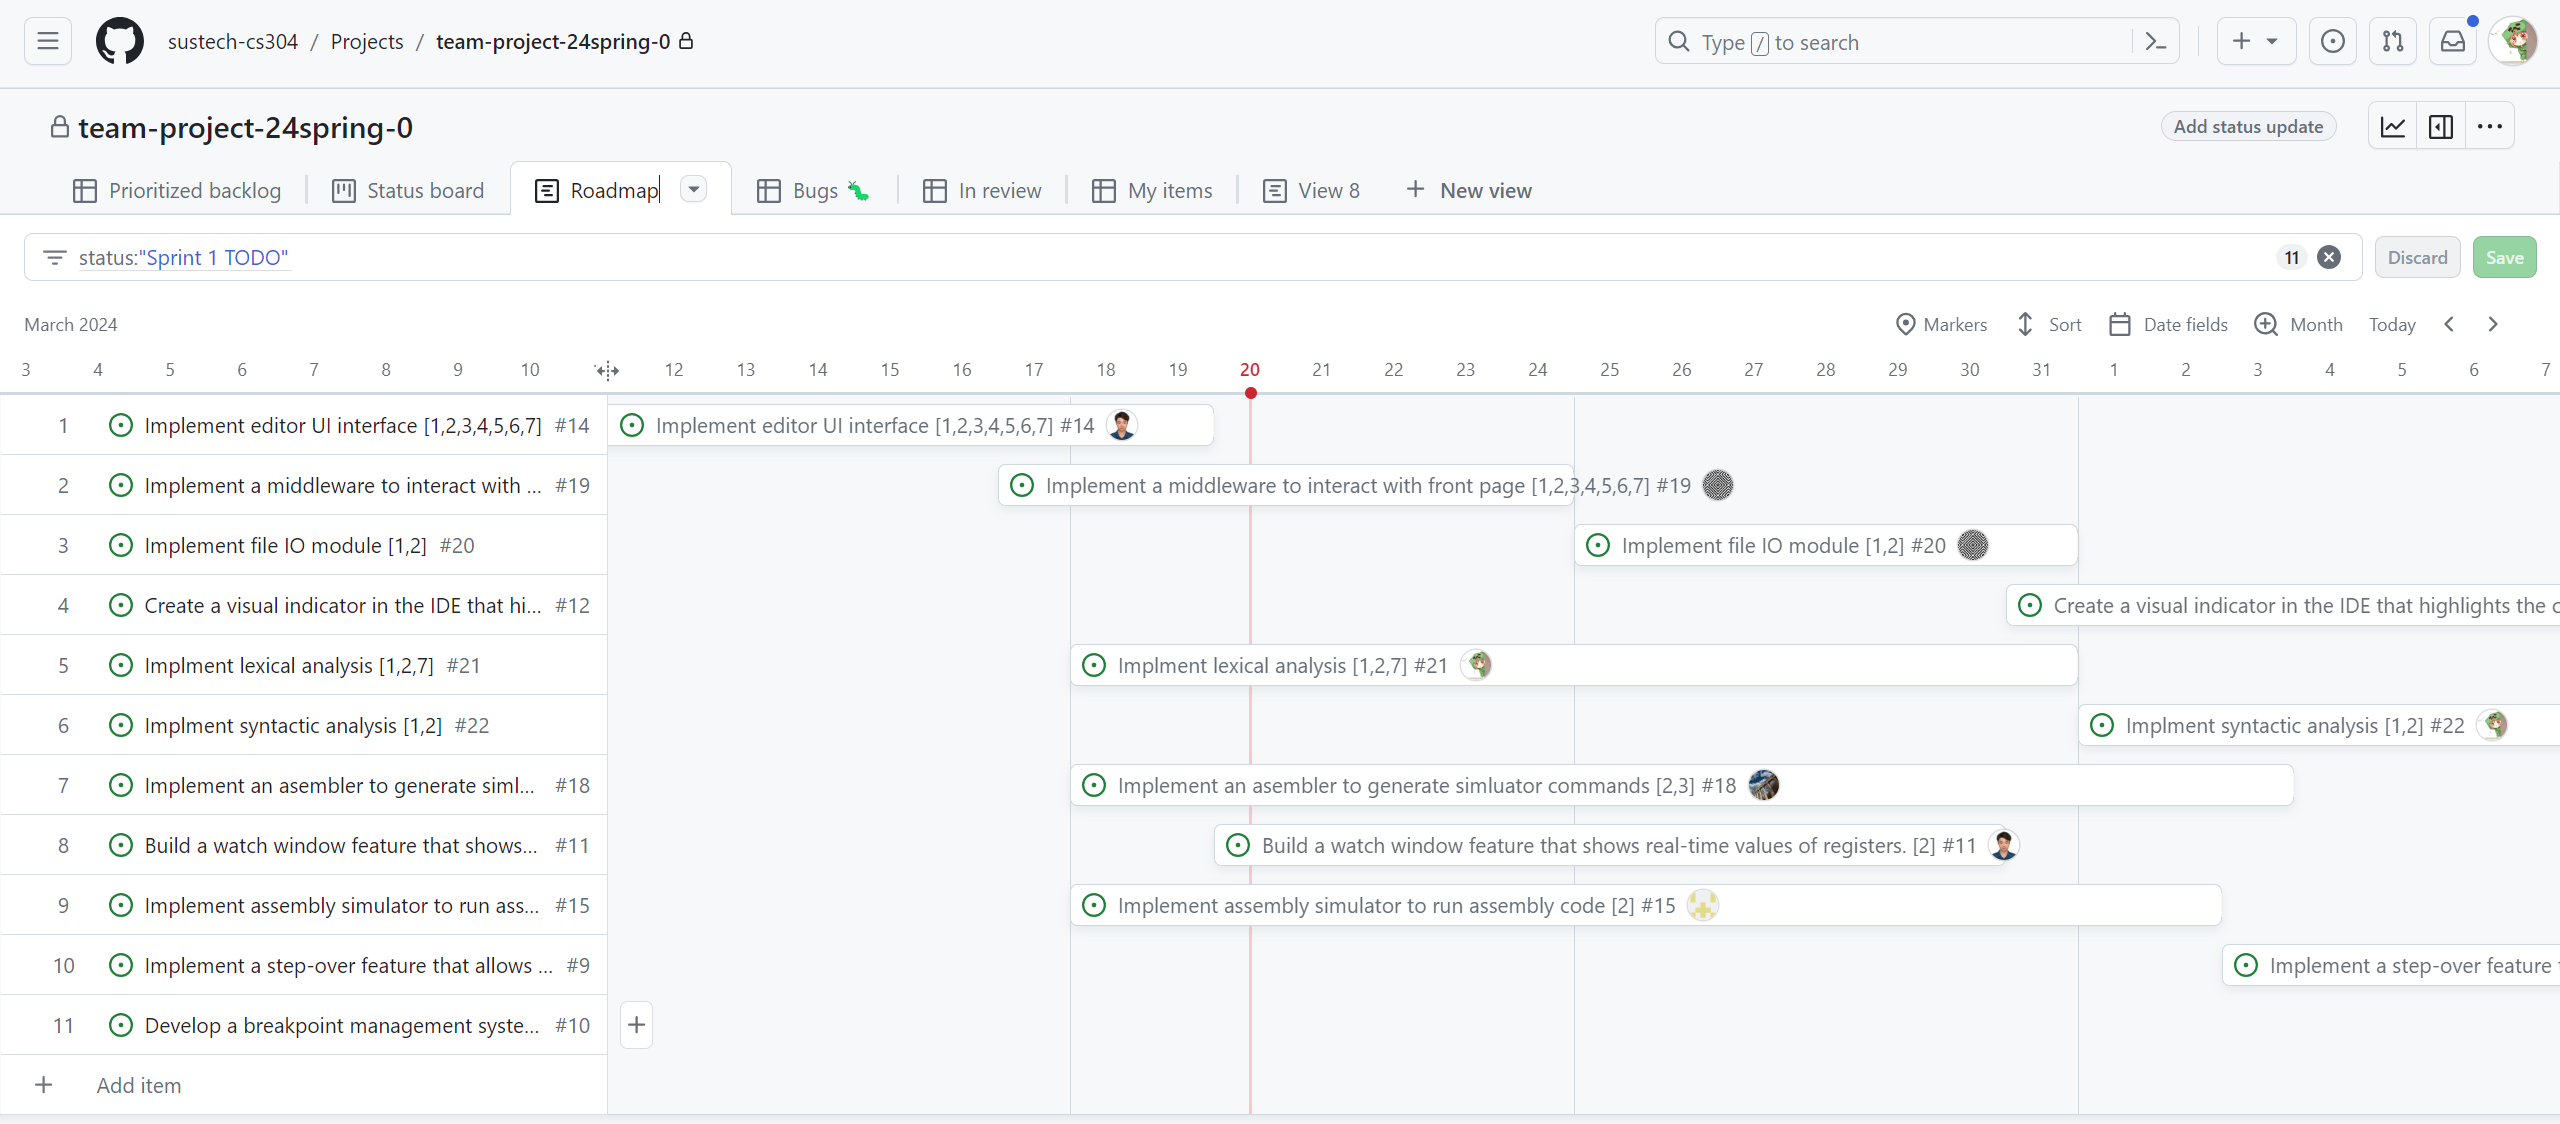 sustech-cs304 / Projects / team-project-24spring-0
Type / to search
team-project-24spring-0
Add status update
Prioritized backlog
Status board
Roadmap
Bugs
In review
My items
View 8
New view
status:"Sprint 1 TODO"
11
Discard
Save
March 2024
Markers
Sort
Date fields
Month
Today
3 4 5 6 7 8 9 10 12 13 14 15 16 17 18 19 20 21 22 23 24 25 26 27 28 29 30 31 1 2 3 4 5 6 7
1 Implement editor UI interface [1,2,3,4,5,6,7] #14
Implement editor UI interface [1,2,3,4,5,6,7] #14
2 Implement a middleware to interact with ... #19
Implement a middleware to interact with front page [1,2,3,4,5,6,7] #19
3 Implement file IO module [1,2] #20
Implement file IO module [1,2] #20
4 Create a visual indicator in the IDE that hi... #12
Create a visual indicator in the IDE that highlights the c
5 Implment lexical analysis [1,2,7] #21
Implment lexical analysis [1,2,7] #21
6 Implment syntactic analysis [1,2] #22
Implment syntactic analysis [1,2] #22
7 Implement an asembler to generate siml... #18
Implement an asembler to generate simluator commands [2,3] #18
8 Build a watch window feature that shows... #11
Build a watch window feature that shows real-time values of registers. [2] #11
9 Implement assembly simulator to run ass... #15
Implement assembly simulator to run assembly code [2] #15
10 Implement a step-over feature that allows ... #9
Implement a step-over feature
11 Develop a breakpoint management syste... #10
Add item